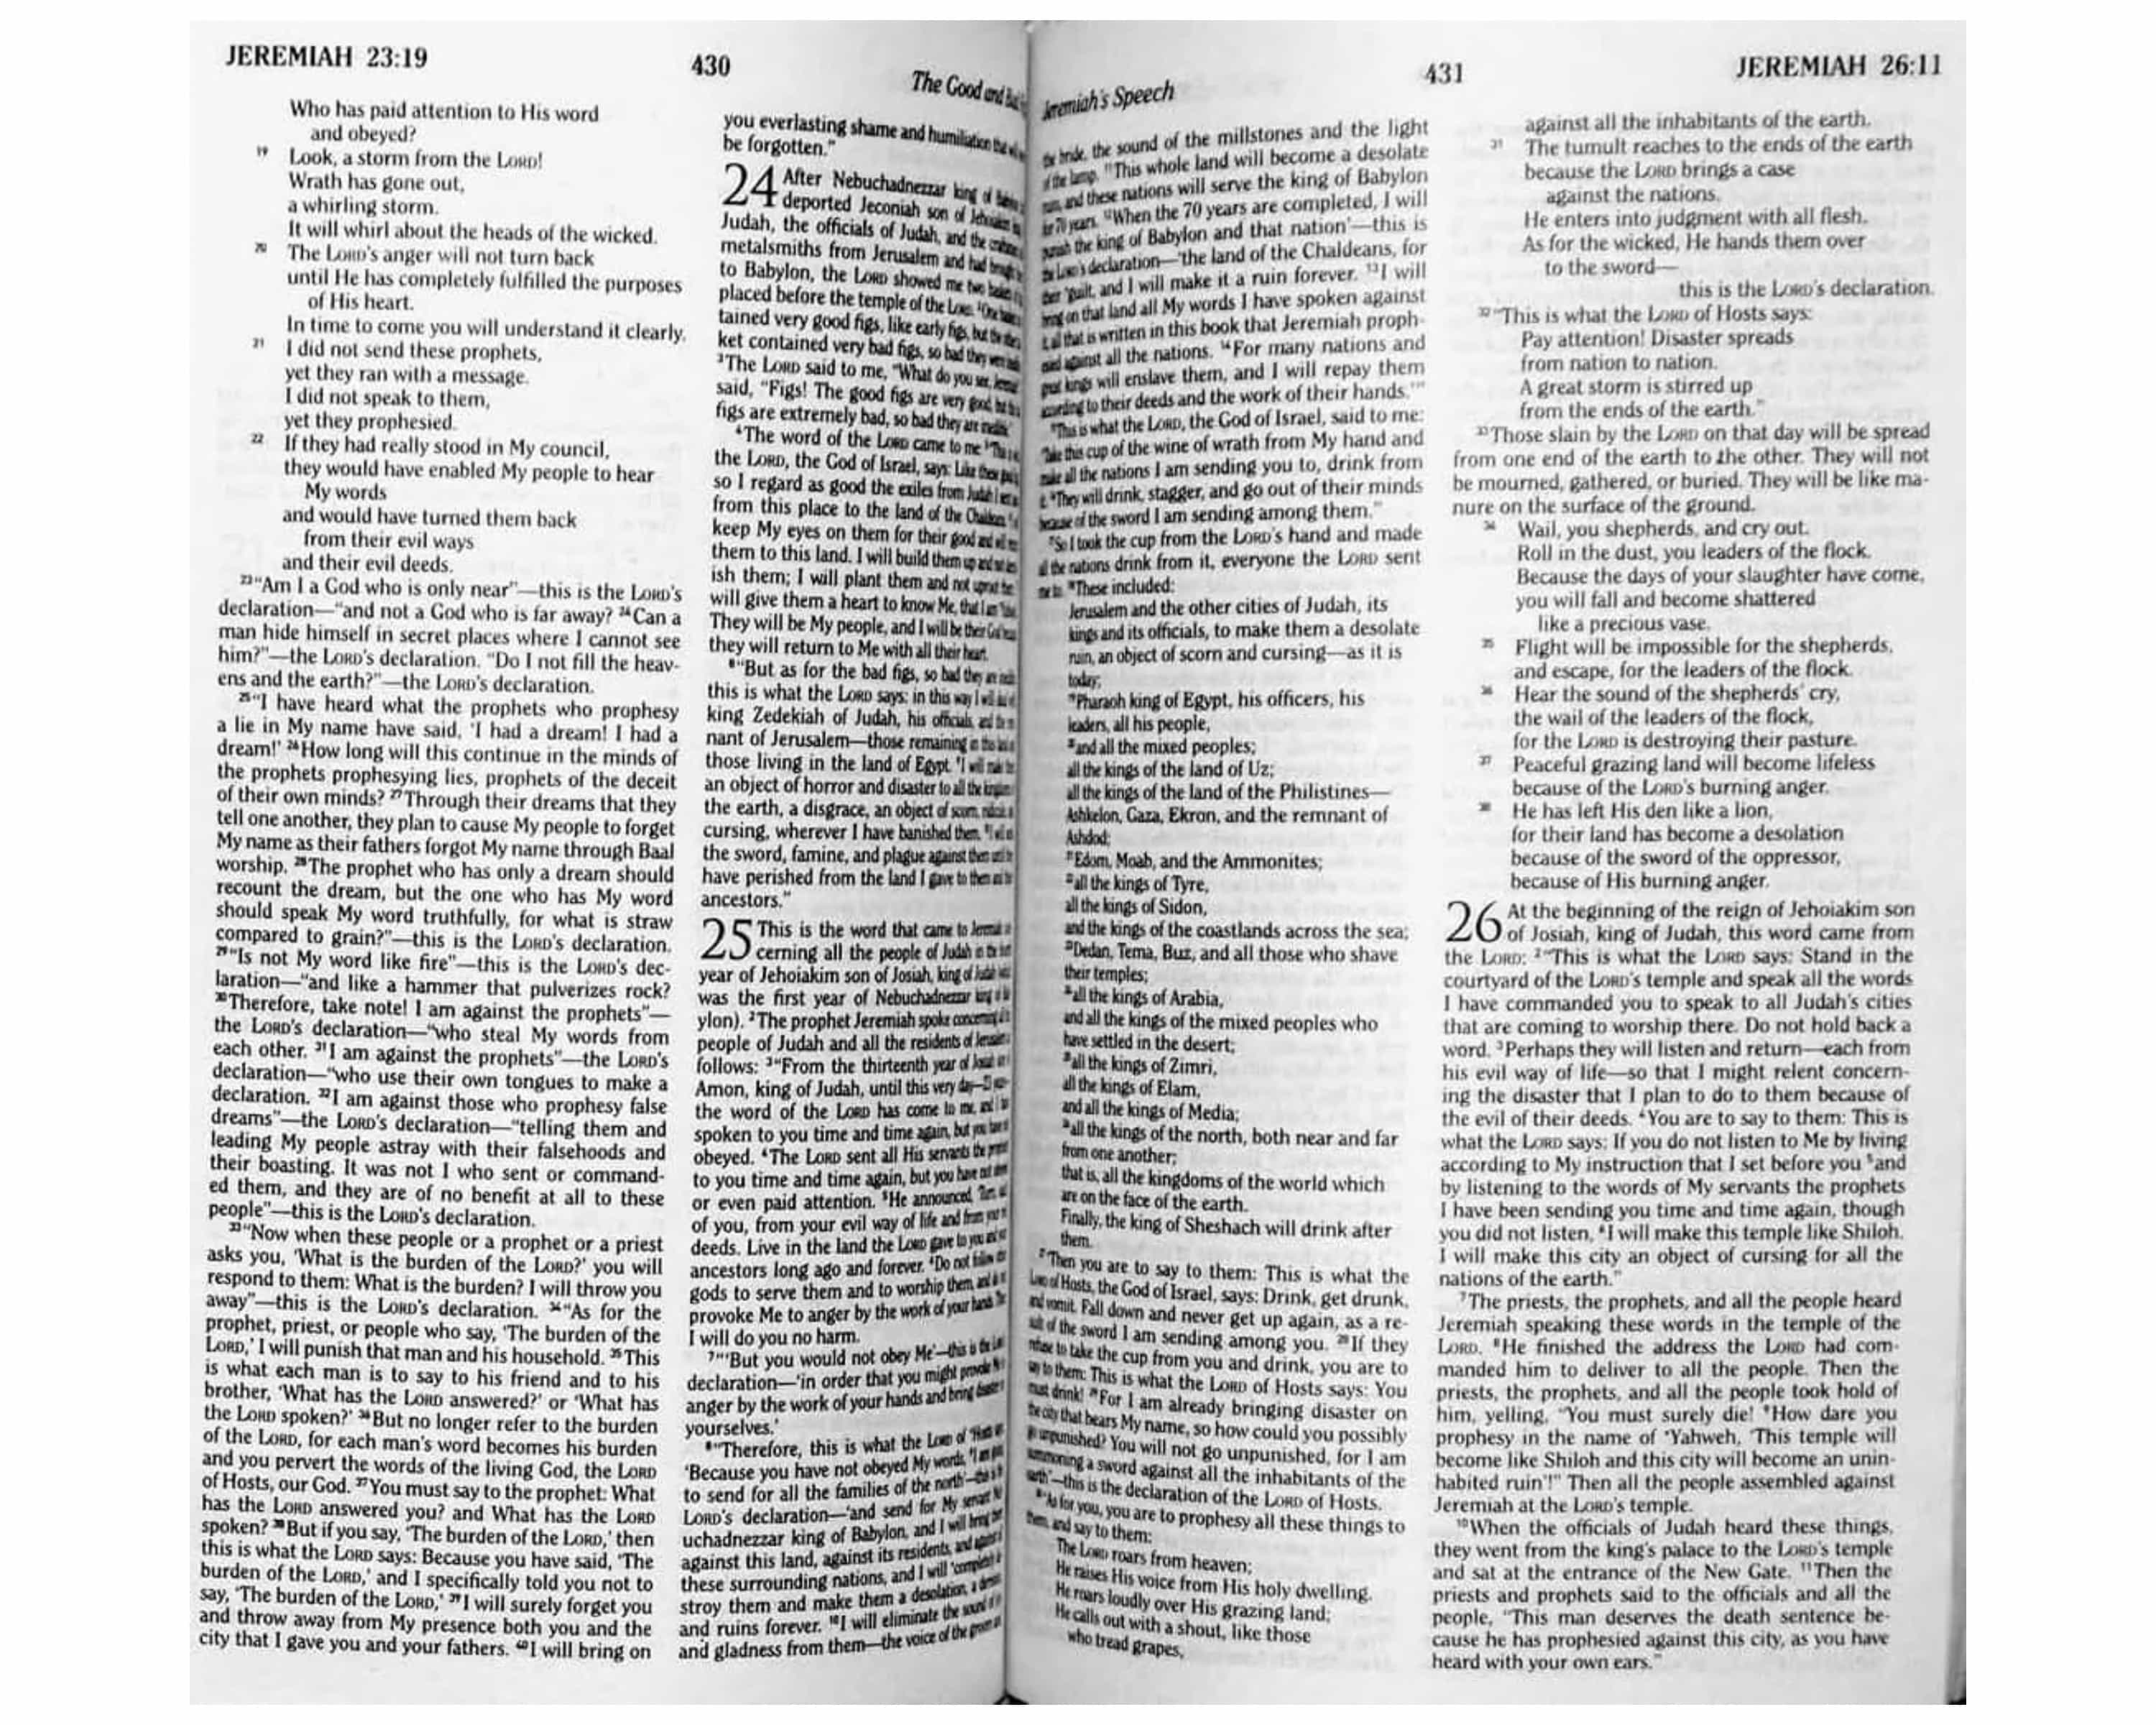 JEREMIAH 23:19
430
The Good and
Who has paid attention to His word
and obeyed?
19 Look, a storm from the LORD!
Wrath has gone out,
a whirling storm.
It will whirl about the heads of the wicked.
20 The LORD's anger will not turn back
until He has completely fulfilled the purposes
of His heart.
In time to come you will understand it clearly.
21 I did not send these prophets,
yet they ran with a message.
I did not speak to them,
yet they prophesied.
22 If they had really stood in My council,
they would have enabled My people to hear
My words
and would have turned them back
from their evil ways
and their evil deeds.
23 "Am I a God who is only near"—this is the LORD's
declaration—"and not a God who is far away? 24 Can a
man hide himself in secret places where I cannot see
him?"—the LORD's declaration. "Do I not fill the heav-
ens and the earth?"—the LORD's declaration.
25 "I have heard what the prophets who prophesy
a lie in My name have said, 'I had a dream! I had a
dream!' 26 How long will this continue in the minds of
the prophets prophesying lies, prophets of the deceit
of their own minds? 27 Through their dreams that they
tell one another, they plan to cause My people to forget
My name as their fathers forgot My name through Baal
worship. 28 The prophet who has only a dream should
recount the dream, but the one who has My word
should speak My word truthfully, for what is straw
compared to grain?"—this is the LORD's declaration.
29 "Is not My word like fire"—this is the LORD's dec-
laration—"and like a hammer that pulverizes rock?
30 Therefore, take note! I am against the prophets"—
the LORD's declaration—"who steal My words from
each other. 31 I am against the prophets"—the LORD's
declaration—"who use their own tongues to make a
declaration. 32 I am against those who prophesy false
dreams"—the LORD's declaration—"telling them and
leading My people astray with their falsehoods and
their boasting. It was not I who sent or command-
ed them, and they are of no benefit at all to these
people"—this is the LORD's declaration.
33 "Now when these people or a prophet or a priest
asks you, 'What is the burden of the LORD?' you will
respond to them: What is the burden? I will throw you
away"—this is the LORD's declaration. 34 "As for the
prophet, priest, or people who say, 'The burden of the
LORD,' I will punish that man and his household. 35 This
is what each man is to say to his friend and to his
brother, 'What has the LORD answered?' or 'What has
the LORD spoken?' 36 But no longer refer to the burden
of the LORD, for each man's word becomes his burden
and you pervert the words of the living God, the LORD
of Hosts, our God. 37 You must say to the prophet: What
has the LORD answered you? and What has the LORD
spoken? 38 But if you say, 'The burden of the LORD,' then
this is what the LORD says: Because you have said, 'The
burden of the LORD,' and I specifically told you not to
say, 'The burden of the LORD,' 39 I will surely forget you
and throw away from My presence both you and the
city that I gave you and your fathers. 40 I will bring on
you everlasting shame and humiliation that will
be forgotten."
24 After Nebuchadnezzar king of
deported Jeconiah son of
Judah, the officials of Judah, and the
metalsmiths from Jerusalem and had
to Babylon, the LORD showed me two
placed before the temple of the LORD.
tained very good figs, like early figs, but the
ket contained very bad figs, so bad they
3 The LORD said to me, "What do you see,
said, "Figs! The good figs are very good, but
figs are extremely bad, so bad they are
4 The word of the LORD came to me:
the LORD, the God of Israel, says: Like these
so I regard as good the exiles from Judah
from this place to the land of the
keep My eyes on them for their good and
them to this land. I will build them up and
ish them; I will plant them and not
will give them a heart to know Me, that I am
They will be My people, and I will be their God
they will return to Me with all their heart.
8 "But as for the bad figs, so bad they
this is what the LORD says: in this way I will
king Zedekiah of Judah, his officials, and
nant of Jerusalem—those remaining in
those living in the land of Egypt. 9 I will
an object of horror and disaster to all the
the earth, a disgrace, an object of scorn,
cursing, wherever I have banished them.
the sword, famine, and plague against them
have perished from the land I gave to them
ancestors."
25 This is the word that came to
cerning all the people of Judah in the
year of Jehoiakim son of Josiah, king of Judah
was the first year of Nebuchadnezzar king
ylon). 2 The prophet Jeremiah spoke concerning
people of Judah and all the residents of
follows: 3 "From the thirteenth year of Josiah
Amon, king of Judah, until this very day—
the word of the LORD has come to me, and
spoken to you time and time again, but you
obeyed. 4 The LORD sent all His servants the
to you time and time again, but you have not
or even paid attention. 5 He announced,
of you, from your evil way of life and from your
deeds. Live in the land the LORD gave to you and
ancestors long ago and forever. 6 Do not follow
gods to serve them and to worship them, and
provoke Me to anger by the work of your hands.
I will do you no harm.
7 "'But you would not obey Me'—this is the
declaration—'in order that you might provoke
anger by the work of your hands and bring
yourselves.'
8 "Therefore, this is what the LORD of
'Because you have not obeyed My words,
to send for all the families of the north'—
LORD's declaration—'and send for My servant
uchadnezzar king of Babylon, and I will bring
against this land, against its residents, and
these surrounding nations, and I will
stroy them and make them a desolation, a
and ruins forever. 10 I will eliminate the sound
and gladness from them—the voice of the groom
Jeremiah's Speech
431
JEREMIAH 26:11
the bride, the sound of the millstones and the light
of the lamp. 11 This whole land will become a desolate
ruin, and these nations will serve the king of Babylon
for 70 years. 12 When the 70 years are completed, I will
punish the king of Babylon and that nation'—this is
the LORD's declaration—'the land of the Chaldeans, for
their guilt, and I will make it a ruin forever. 13 I will
bring on that land all My words I have spoken against
it, all that is written in this book that Jeremiah proph-
esied against all the nations. 14 For many nations and
great kings will enslave them, and I will repay them
according to their deeds and the work of their hands.'"
15 This is what the LORD, the God of Israel, said to me:
"Take this cup of the wine of wrath from My hand and
make all the nations I am sending you to, drink from
it. 16 They will drink, stagger, and go out of their minds
because of the sword I am sending among them."
17 So I took the cup from the LORD's hand and made
all the nations drink from it, everyone the LORD sent
me to. 18 These included:
Jerusalem and the other cities of Judah, its
kings and its officials, to make them a desolate
ruin, an object of scorn and cursing—as it is
today;
19 Pharaoh king of Egypt, his officers, his
leaders, all his people,
20 and all the mixed peoples;
all the kings of the land of Uz;
all the kings of the land of the Philistines—
Ashkelon, Gaza, Ekron, and the remnant of
Ashdod;
21 Edom, Moab, and the Ammonites;
22 all the kings of Tyre,
all the kings of Sidon,
and the kings of the coastlands across the sea;
23 Dedan, Tema, Buz, and all those who shave
their temples;
24 all the kings of Arabia,
and all the kings of the mixed peoples who
have settled in the desert;
25 all the kings of Zimri,
all the kings of Elam,
and all the kings of Media;
26 all the kings of the north, both near and far
from one another;
that is, all the kingdoms of the world which
are on the face of the earth.
Finally, the king of Sheshach will drink after
them.
27 "Then you are to say to them: This is what the
LORD of Hosts, the God of Israel, says: Drink, get drunk,
and vomit. Fall down and never get up again, as a re-
sult of the sword I am sending among you. 28 If they
refuse to take the cup from you and drink, you are to
say to them: This is what the LORD of Hosts says: You
must drink! 29 For I am already bringing disaster on
the city that bears My name, so how could you possibly
go unpunished? You will not go unpunished, for I am
summoning a sword against all the inhabitants of the
earth'—this is the declaration of the LORD of Hosts.
30 "As for you, you are to prophesy all these things to
them, and say to them:
The LORD roars from heaven;
He raises His voice from His holy dwelling.
He roars loudly over His grazing land;
He calls out with a shout, like those
who tread grapes,
against all the inhabitants of the earth.
31 The tumult reaches to the ends of the earth
because the LORD brings a case
against the nations.
He enters into judgment with all flesh.
As for the wicked, He hands them over
to the sword—
this is the LORD's declaration.
32 "This is what the LORD of Hosts says:
Pay attention! Disaster spreads
from nation to nation.
A great storm is stirred up
from the ends of the earth."
33 Those slain by the LORD on that day will be spread
from one end of the earth to the other. They will not
be mourned, gathered, or buried. They will be like ma-
nure on the surface of the ground.
34 Wail, you shepherds, and cry out.
Roll in the dust, you leaders of the flock.
Because the days of your slaughter have come,
you will fall and become shattered
like a precious vase.
35 Flight will be impossible for the shepherds,
and escape, for the leaders of the flock.
36 Hear the sound of the shepherds' cry,
the wail of the leaders of the flock,
for the LORD is destroying their pasture.
37 Peaceful grazing land will become lifeless
because of the LORD's burning anger.
38 He has left His den like a lion,
for their land has become a desolation
because of the sword of the oppressor,
because of His burning anger.
26 At the beginning of the reign of Jehoiakim son
of Josiah, king of Judah, this word came from
the LORD: 2 "This is what the LORD says: Stand in the
courtyard of the LORD's temple and speak all the words
I have commanded you to speak to all Judah's cities
that are coming to worship there. Do not hold back a
word. 3 Perhaps they will listen and return—each from
his evil way of life—so that I might relent concern-
ing the disaster that I plan to do to them because of
the evil of their deeds. 4 You are to say to them: This is
what the LORD says: If you do not listen to Me by living
according to My instruction that I set before you 5 and
by listening to the words of My servants the prophets
I have been sending you time and time again, though
you did not listen, 6 I will make this temple like Shiloh.
I will make this city an object of cursing for all the
nations of the earth."
7 The priests, the prophets, and all the people heard
Jeremiah speaking these words in the temple of the
LORD. 8 He finished the address the LORD had com-
manded him to deliver to all the people. Then the
priests, the prophets, and all the people took hold of
him, yelling, "You must surely die! 9 How dare you
prophesy in the name of 'Yahweh, 'This temple will
become like Shiloh and this city will become an unin-
habited ruin'!" Then all the people assembled against
Jeremiah at the LORD's temple.
10 When the officials of Judah heard these things,
they went from the king's palace to the LORD's temple
and sat at the entrance of the New Gate. 11 Then the
priests and prophets said to the officials and all the
people, "This man deserves the death sentence be-
cause he has prophesied against this city, as you have
heard with your own ears."